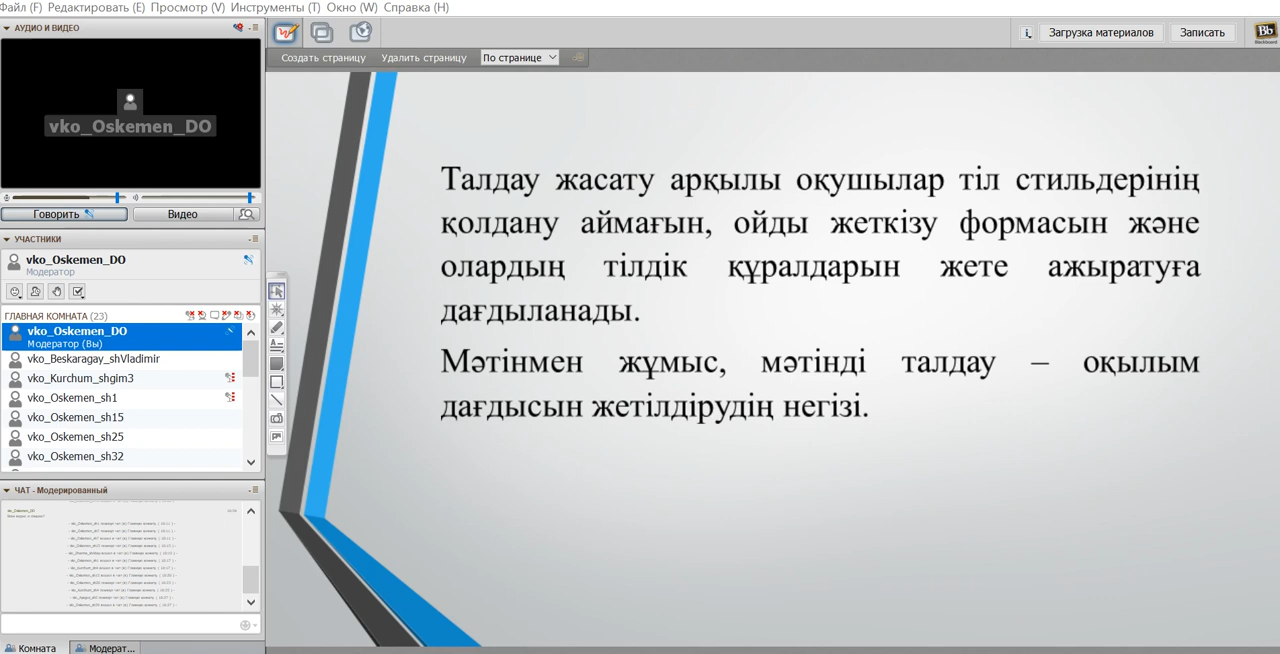 Файл (F) Редактировать (E) Просмотр (V) Инструменты (T) Окно (W) Справка (H)
АУДИО И ВИДЕО
vko_Oskemen_DO
Говорить
Видео
УЧАСТНИКИ
vko_Oskemen_DO
Модератор
ГЛАВНАЯ КОМНАТА (23)
vko_Oskemen_DO
Модератор (Вы)
vko_Beskaragay_shVladimir
vko_Kurchum_shgim3
vko_Oskemen_sh1
vko_Oskemen_sh15
vko_Oskemen_sh25
vko_Oskemen_sh32
ЧАТ - Модерированный
Комната
Модерат...
Загрузка материалов
Записать
Bb
Создать страницу
Удалить страницу
По странице
Талдау жасату арқылы оқушылар тіл стильдерінің
қолдану аймағын, ойды жеткізу формасын және
олардың тілдік құралдарын жете ажыратуға
дағдыланады.
Мәтінмен жұмыс, мәтінді талдау – оқылым
дағдысын жетілдірудің негізі.